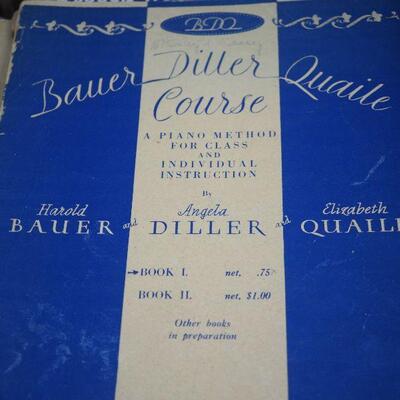 BDQ
Bauer Diller Quaile
Course
A PIANO METHOD
FOR CLASS
AND
INDIVIDUAL
INSTRUCTION
By
Harold Angela Elizabeth
BAUER and DILLER and QUAILE
BOOK I. net, .75
BOOK II. net, $1.00
Other books
in preparation